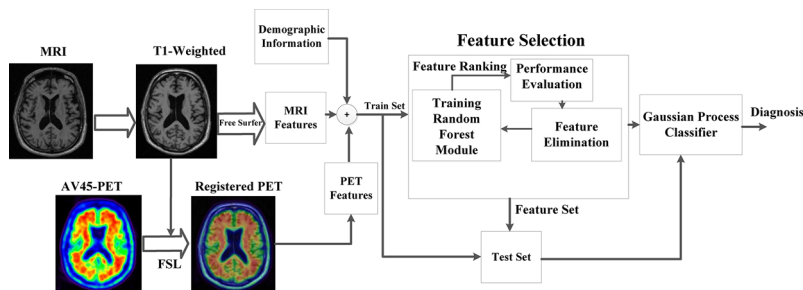 MRI
T1-Weighted
Demographic
Information
Feature Selection
Feature Ranking
Performance
Evaluation
Free Surfer
MRI
Features
+
Train Set
Training
Random
Forest
Module
Feature
Elimination
Gaussian Process
Classifier
Diagnosis
AV45-PET
Registered PET
PET
Features
FSL
Feature Set
Test Set